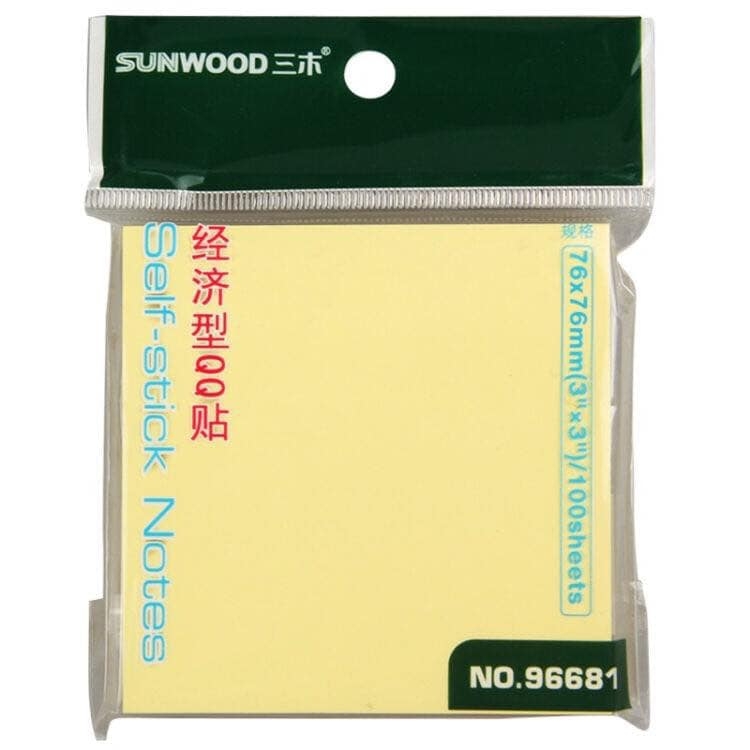 SUNWOOD三木®
经济型QQ贴
Self-stick Notes
规格
76x76mm(3"×3")/100sheets
NO.96681